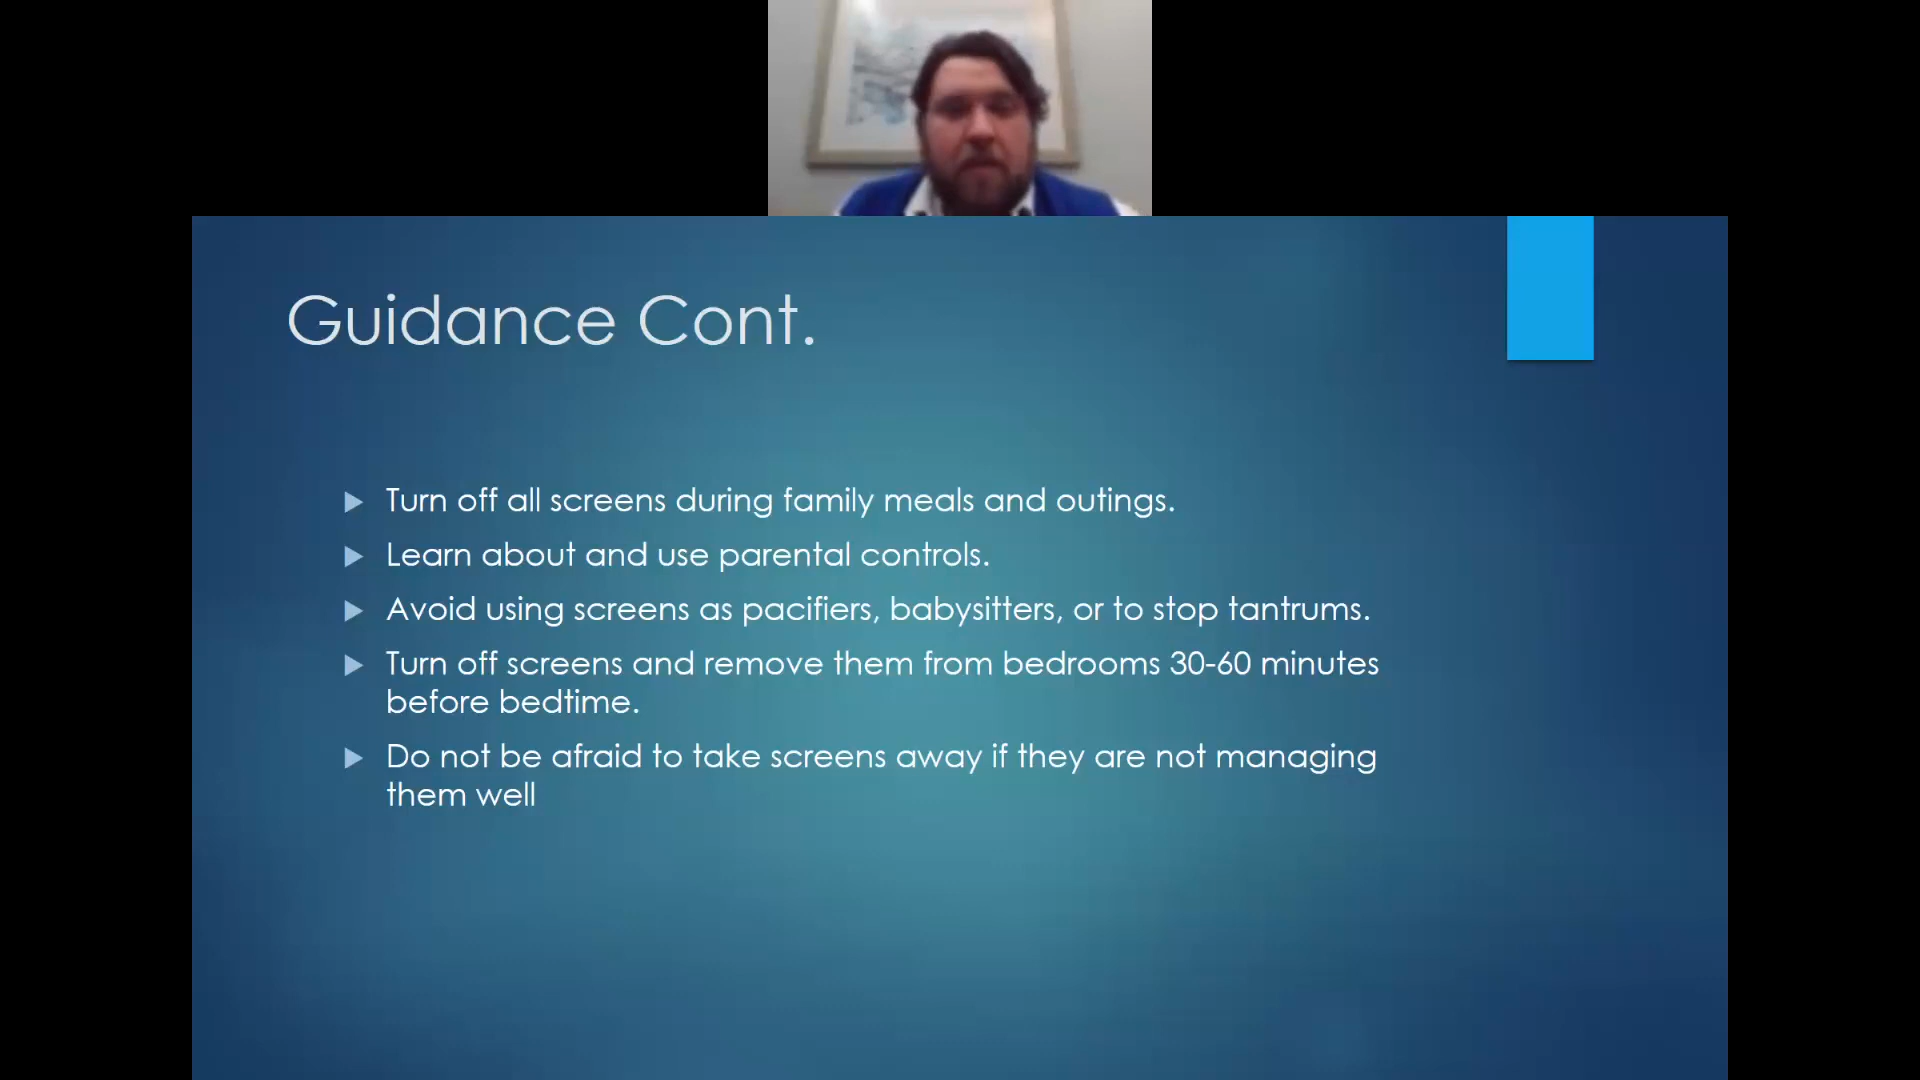 Guidance Cont.
Turn off all screens during family meals and outings.
Learn about and use parental controls.
Avoid using screens as pacifiers, babysitters, or to stop tantrums.
Turn off screens and remove them from bedrooms 30-60 minutes
before bedtime.
Do not be afraid to take screens away if they are not managing
them well